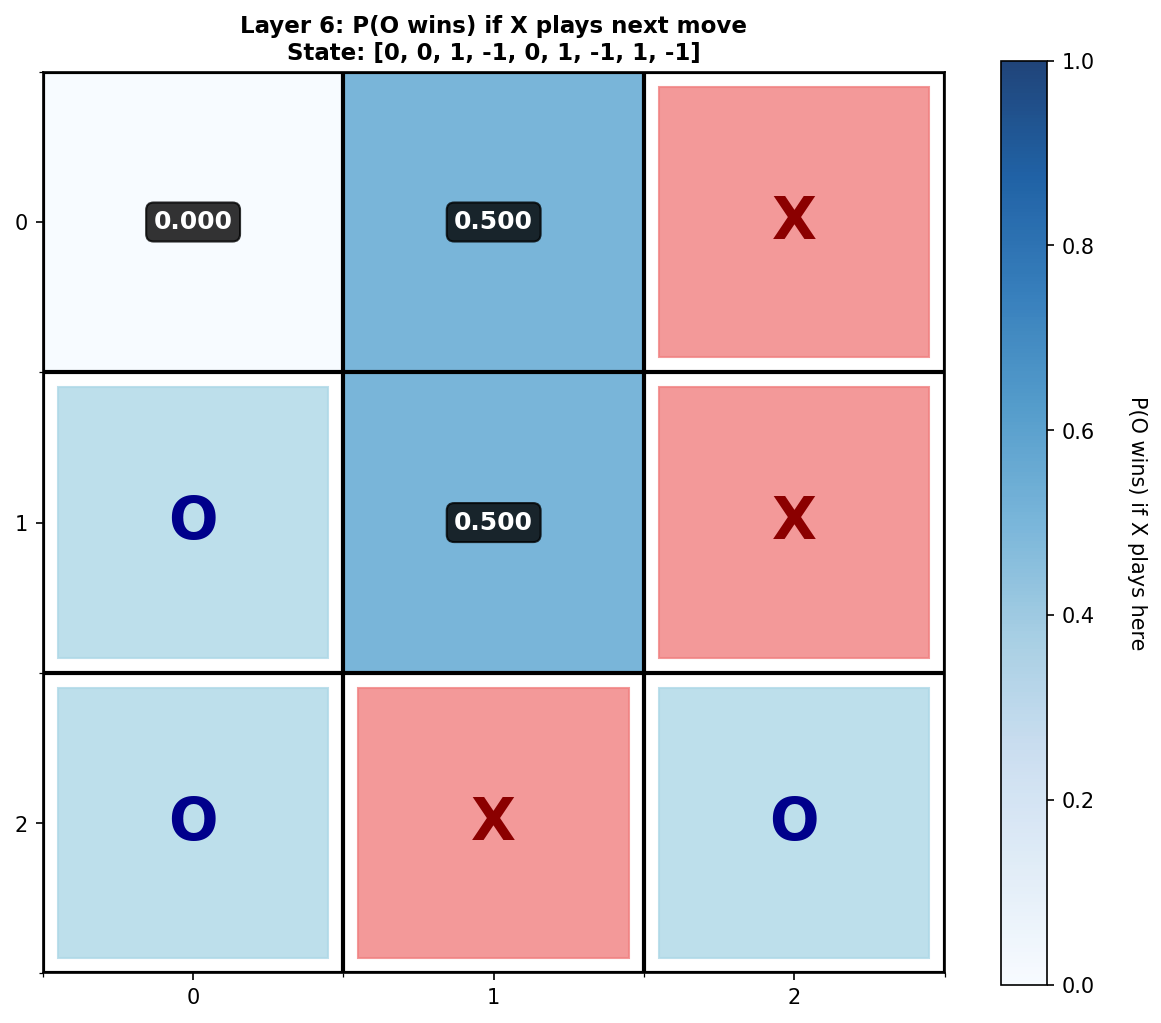 Layer 6: P(O wins) if X plays next move
State: [0, 0, 1, -1, 0, 1, -1, 1, -1]
0 0.000 0.500 X
1 O 0.500 X
2 O X O
0 1 2
1.0
0.8
0.6
0.4
0.2
0.0
P(O wins) if X plays here